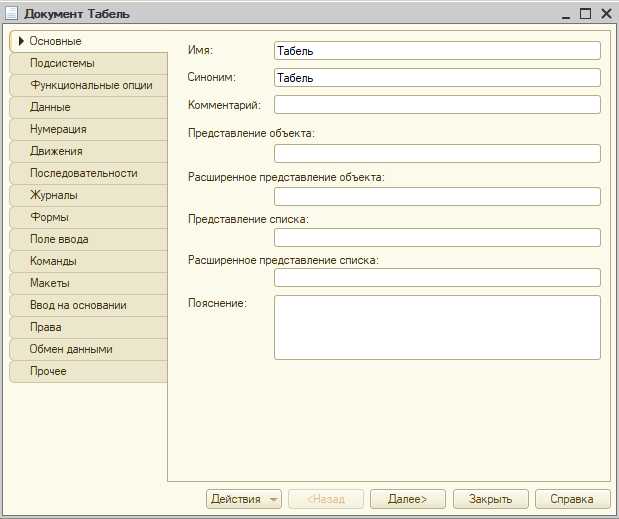 Документ Табель
Основные
Подсистемы
Функциональные опции
Данные
Нумерация
Движения
Последовательности
Журналы
Формы
Поле ввода
Команды
Макеты
Ввод на основании
Права
Обмен данными
Прочее
Имя: Табель
Синоним: Табель
Комментарий:
Представление объекта:
Расширенное представление объекта:
Представление списка:
Расширенное представление списка:
Пояснение:
Действия <Назад Далее> Закрыть Справка